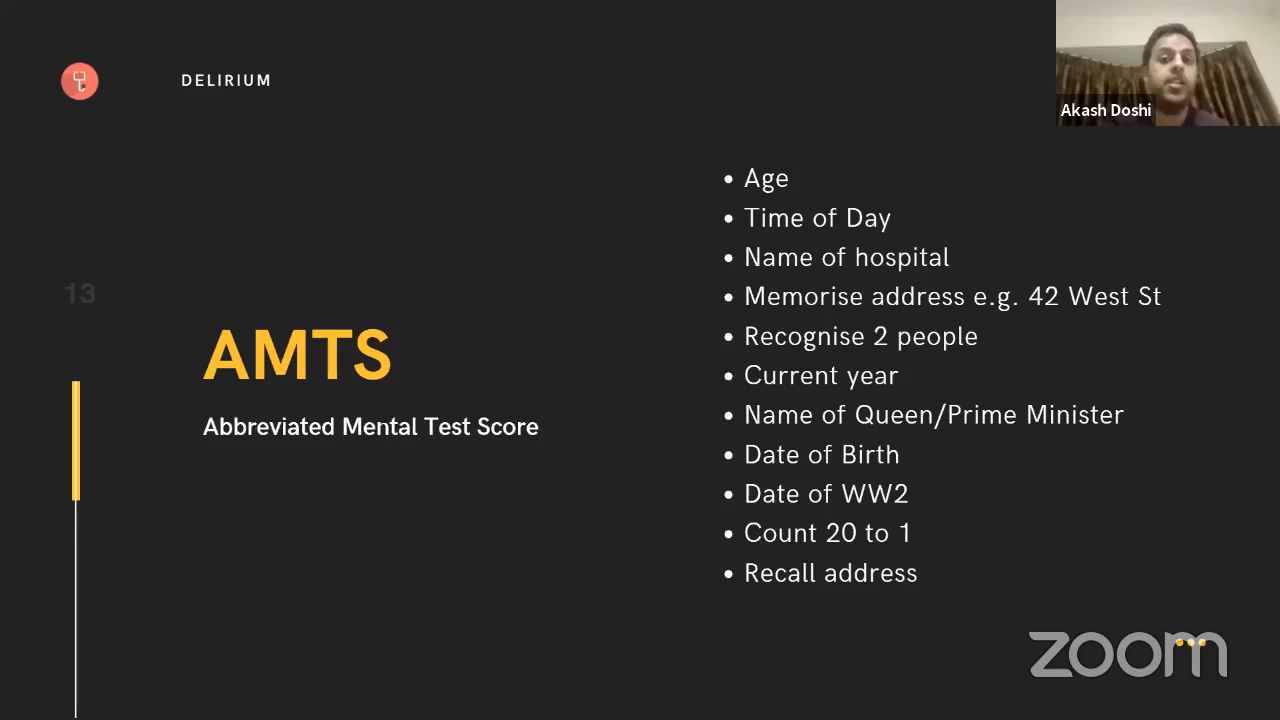 DELIRIUM
Akash Doshi
13
AMTS
Abbreviated Mental Test Score
• Age
• Time of Day
• Name of hospital
• Memorise address e.g. 42 West St
• Recognise 2 people
• Current year
• Name of Queen/Prime Minister
• Date of Birth
• Date of WW2
• Count 20 to 1
• Recall address
zoom